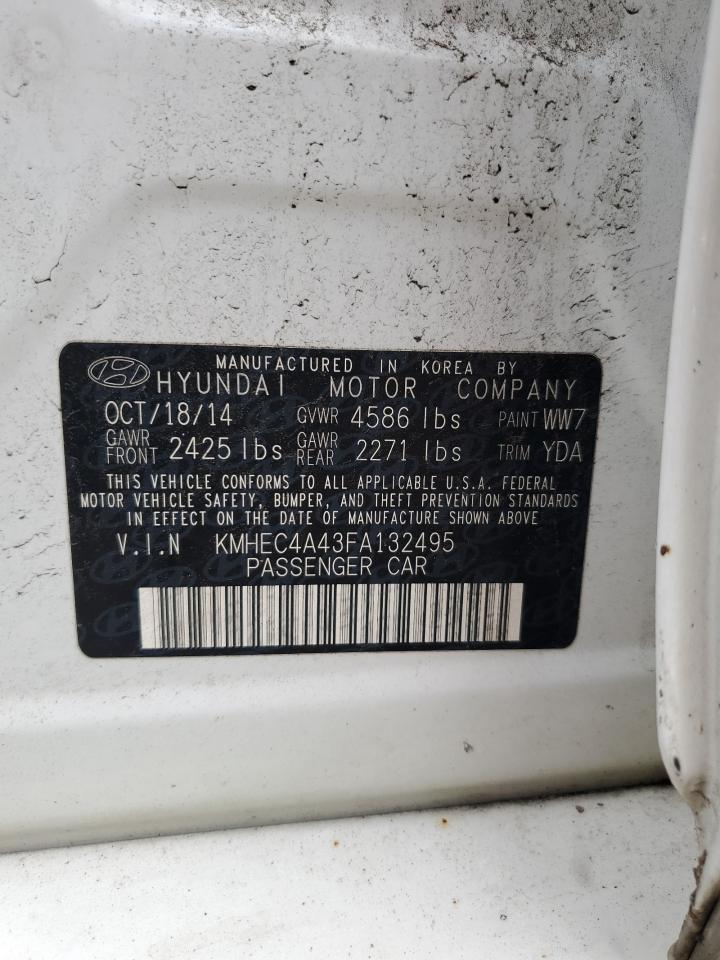 MANUFACTURED IN KOREA BY
HYUNDAI MOTOR COMPANY
OCT/18/14 GVWR 4586 lbs PAINT WW7
GAWR FRONT 2425 lbs GAWR REAR 2271 lbs TRIM YDA
THIS VEHICLE CONFORMS TO ALL APPLICABLE U.S.A. FEDERAL
MOTOR VEHICLE SAFETY, BUMPER, AND THEFT PREVENTION STANDARDS
IN EFFECT ON THE DATE OF MANUFACTURE SHOWN ABOVE
V.I.N KMHEC4A43FA132495
PASSENGER CAR